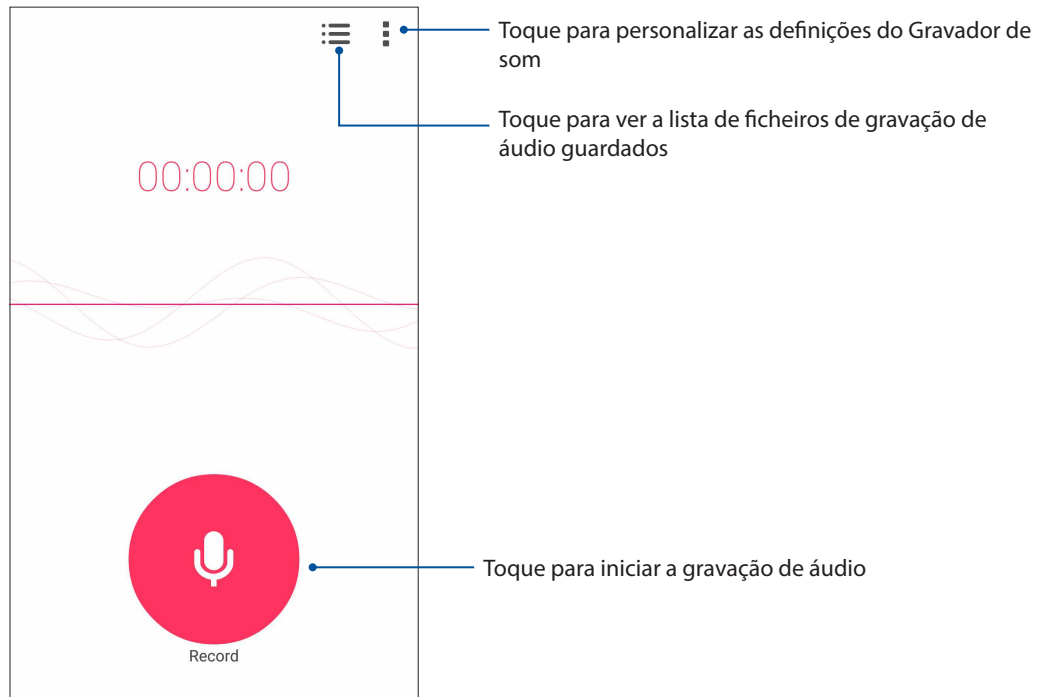 Toque para personalizar as definições do Gravador de
som
Toque para ver a lista de ficheiros de gravação de
áudio guardados
00:00:00
Toque para iniciar a gravação de áudio
Record